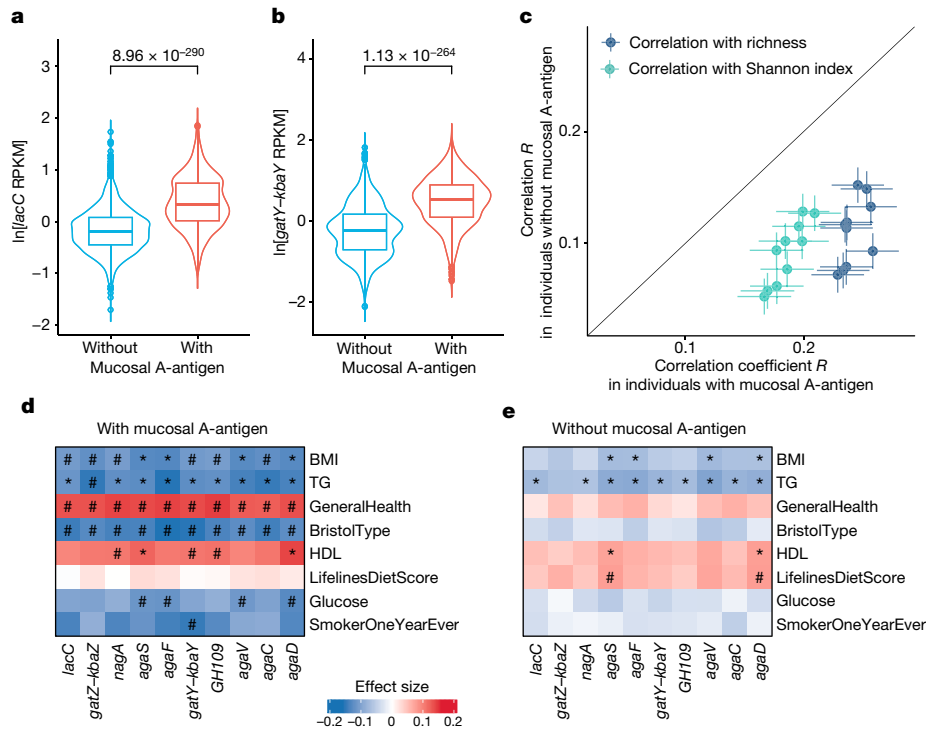 a
8.96 × 10⁻²⁹⁰
ln[lacC RPKM]
3
2
1
0
−1
−2
Without
With
Mucosal A-antigen
b
1.13 × 10⁻²⁶⁴
ln[gatY–kbaY RPKM]
4
2
0
−2
Without
With
Mucosal A-antigen
c
Correlation with richness
Correlation with Shannon index
Correlation R
in individuals without mucosal A-antigen
0.2
0.1
0.1
0.2
Correlation coefficient R
in individuals with mucosal A-antigen
d
With mucosal A-antigen
# # # * * # # * # * BMI
* # * * * * * * * * TG
# # # # # # # # # # GeneralHealth
# # # # # # # # # # BristolType
# * # # * HDL
LifelinesDietScore
# # # # Glucose
# SmokerOneYearEver
lacC
gatZ–kbaZ
nagA
agaS
agaF
gatY–kbaY
GH109
agaV
agaC
agaD
Effect size
−0.2 −0.1 0 0.1 0.2
e
Without mucosal A-antigen
* * * * BMI
* * * * * * * * * TG
GeneralHealth
BristolType
* * HDL
# # LifelinesDietScore
Glucose
SmokerOneYearEver
lacC
gatZ–kbaZ
nagA
agaS
agaF
gatY–kbaY
GH109
agaV
agaC
agaD